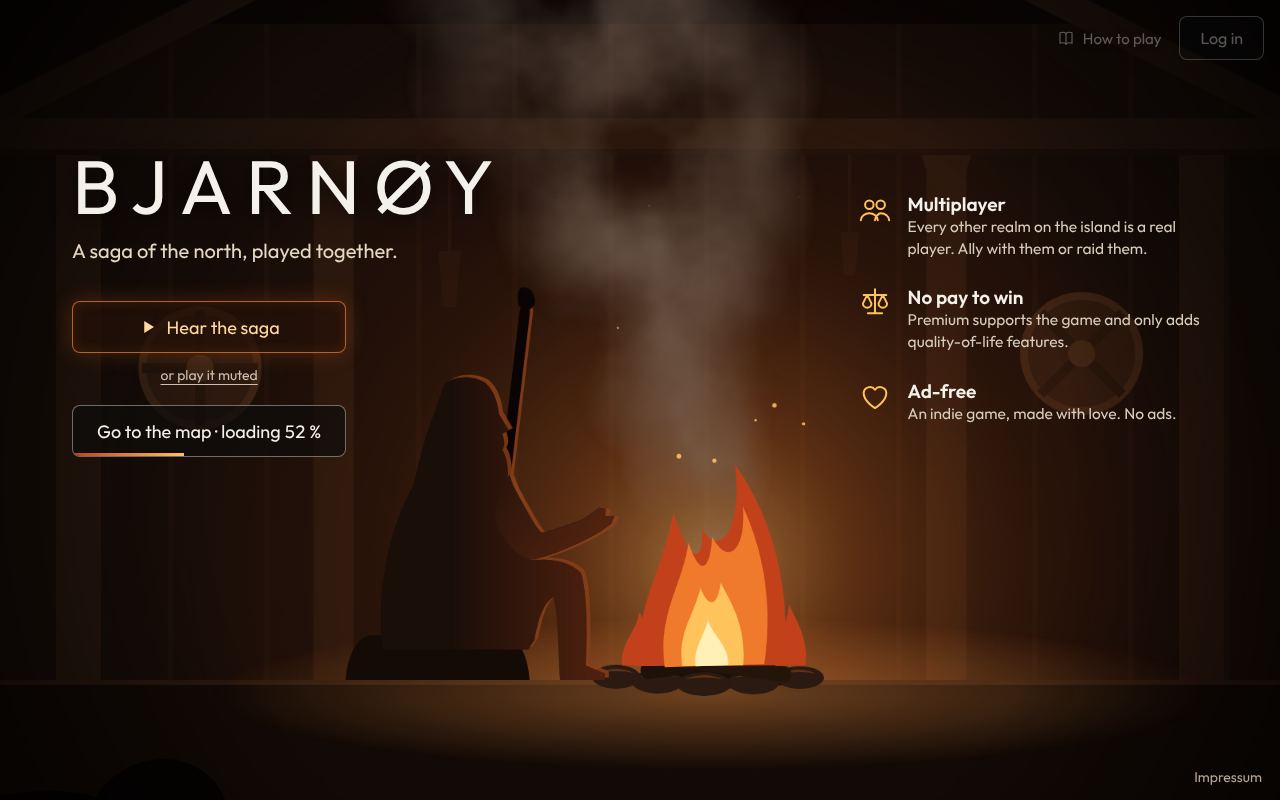 How to play
Log in
BJARNØY
A saga of the north, played together.
Hear the saga
or play it muted
Go to the map · loading 52 %
Multiplayer
Every other realm on the island is a real
player. Ally with them or raid them.
No pay to win
Premium supports the game and only adds
quality-of-life features.
Ad-free
An indie game, made with love. No ads.
Impressum